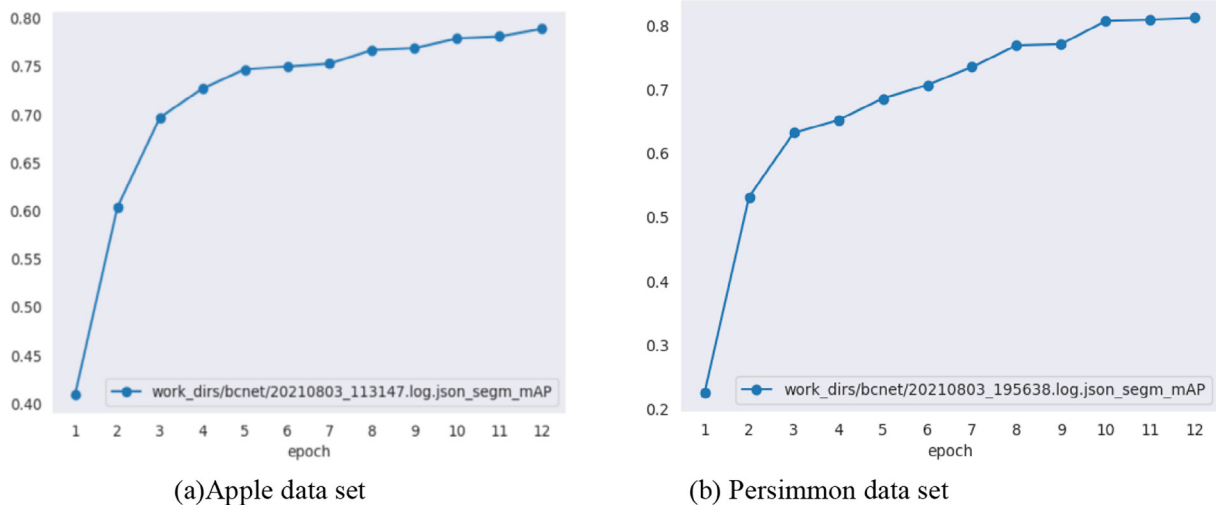 0.80
0.75
0.70
0.65
0.60
0.55
0.50
0.45
0.40
work_dirs/bcnet/20210803_113147.log.json_segm_mAP
1 2 3 4 5 6 7 8 9 10 11 12
epoch
(a)Apple data set
0.8
0.7
0.6
0.5
0.4
0.3
0.2
work_dirs/bcnet/20210803_195638.log.json_segm_mAP
1 2 3 4 5 6 7 8 9 10 11 12
epoch
(b) Persimmon data set